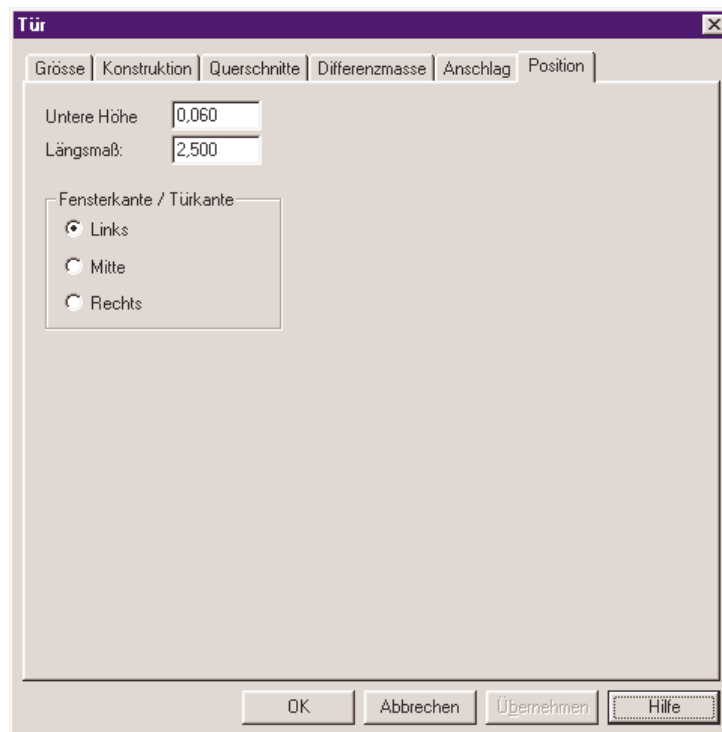 Tür
Grösse Konstruktion Querschnitte Differenzmasse Anschlag Position
Untere Höhe 0,060
Längsmaß: 2,500
Fensterkante / Türkante
Links
Mitte
Rechts
OK Abbrechen Übernehmen Hilfe